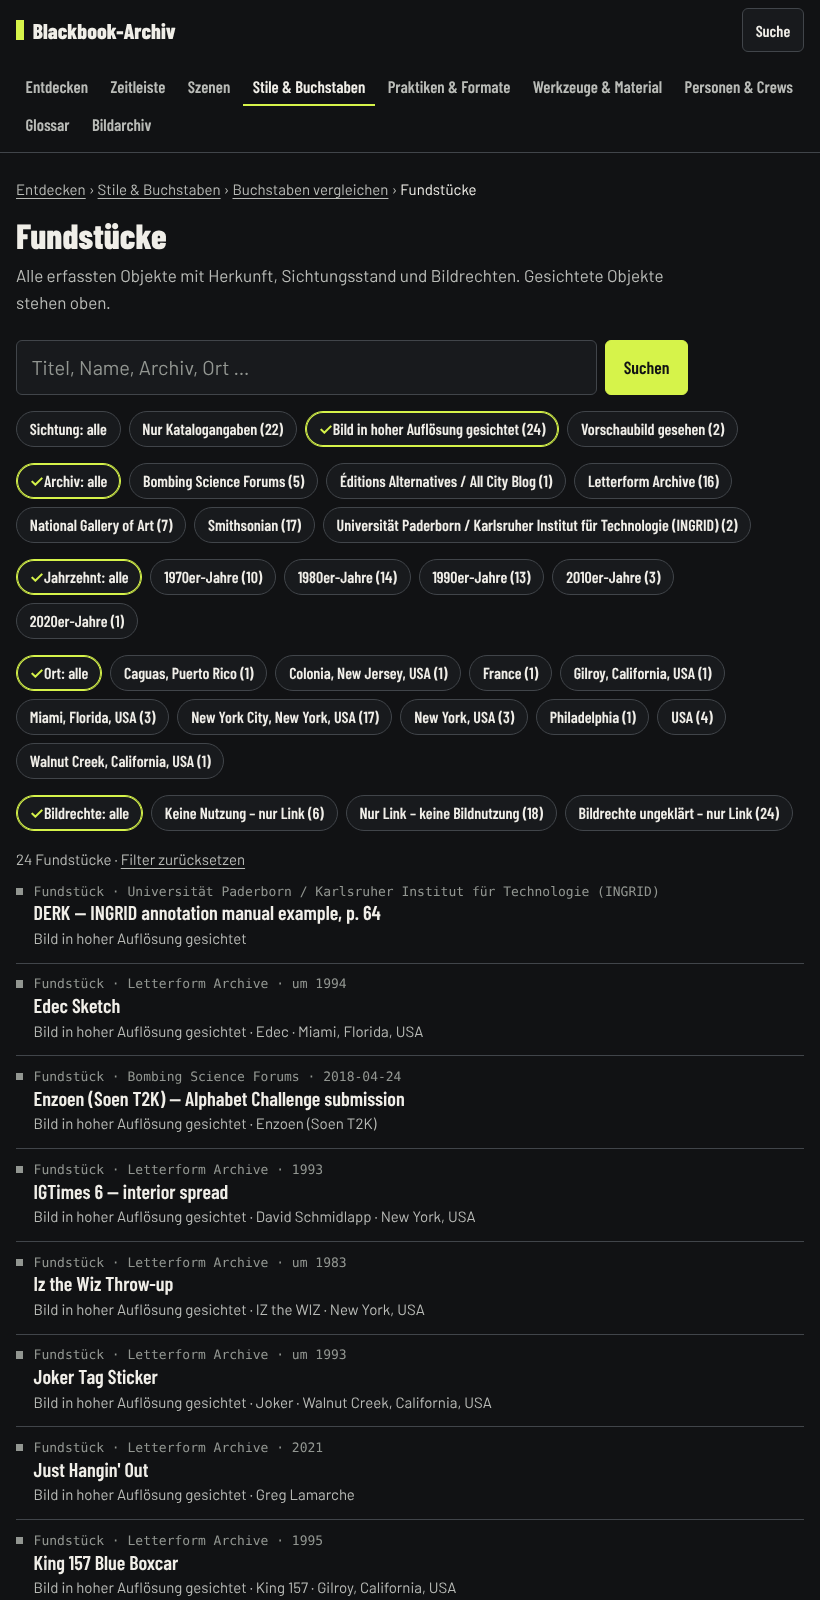 Blackbook-Archiv
Suche
Entdecken Zeitleiste Szenen Stile & Buchstaben Praktiken & Formate Werkzeuge & Material Personen & Crews
Glossar Bildarchiv
Entdecken › Stile & Buchstaben › Buchstaben vergleichen › Fundstücke
Fundstücke
Alle erfassten Objekte mit Herkunft, Sichtungsstand und Bildrechten. Gesichtete Objekte
stehen oben.
Titel, Name, Archiv, Ort … Suchen
Sichtung: alle Nur Katalogangaben (22) ✓Bild in hoher Auflösung gesichtet (24) Vorschaubild gesehen (2)
✓Archiv: alle Bombing Science Forums (5) Éditions Alternatives / All City Blog (1) Letterform Archive (16)
National Gallery of Art (7) Smithsonian (17) Universität Paderborn / Karlsruher Institut für Technologie (INGRID) (2)
✓Jahrzehnt: alle 1970er-Jahre (10) 1980er-Jahre (14) 1990er-Jahre (13) 2010er-Jahre (3)
2020er-Jahre (1)
✓Ort: alle Caguas, Puerto Rico (1) Colonia, New Jersey, USA (1) France (1) Gilroy, California, USA (1)
Miami, Florida, USA (3) New York City, New York, USA (17) New York, USA (3) Philadelphia (1) USA (4)
Walnut Creek, California, USA (1)
✓Bildrechte: alle Keine Nutzung – nur Link (6) Nur Link – keine Bildnutzung (18) Bildrechte ungeklärt – nur Link (24)
24 Fundstücke · Filter zurücksetzen
Fundstück · Universität Paderborn / Karlsruher Institut für Technologie (INGRID)
DERK — INGRID annotation manual example, p. 64
Bild in hoher Auflösung gesichtet
Fundstück · Letterform Archive · um 1994
Edec Sketch
Bild in hoher Auflösung gesichtet · Edec · Miami, Florida, USA
Fundstück · Bombing Science Forums · 2018-04-24
Enzoen (Soen T2K) — Alphabet Challenge submission
Bild in hoher Auflösung gesichtet · Enzoen (Soen T2K)
Fundstück · Letterform Archive · 1993
IGTimes 6 — interior spread
Bild in hoher Auflösung gesichtet · David Schmidlapp · New York, USA
Fundstück · Letterform Archive · um 1983
Iz the Wiz Throw-up
Bild in hoher Auflösung gesichtet · IZ the WIZ · New York, USA
Fundstück · Letterform Archive · um 1993
Joker Tag Sticker
Bild in hoher Auflösung gesichtet · Joker · Walnut Creek, California, USA
Fundstück · Letterform Archive · 2021
Just Hangin' Out
Bild in hoher Auflösung gesichtet · Greg Lamarche
Fundstück · Letterform Archive · 1995
King 157 Blue Boxcar
Bild in hoher Auflösung gesichtet · King 157 · Gilroy, California, USA